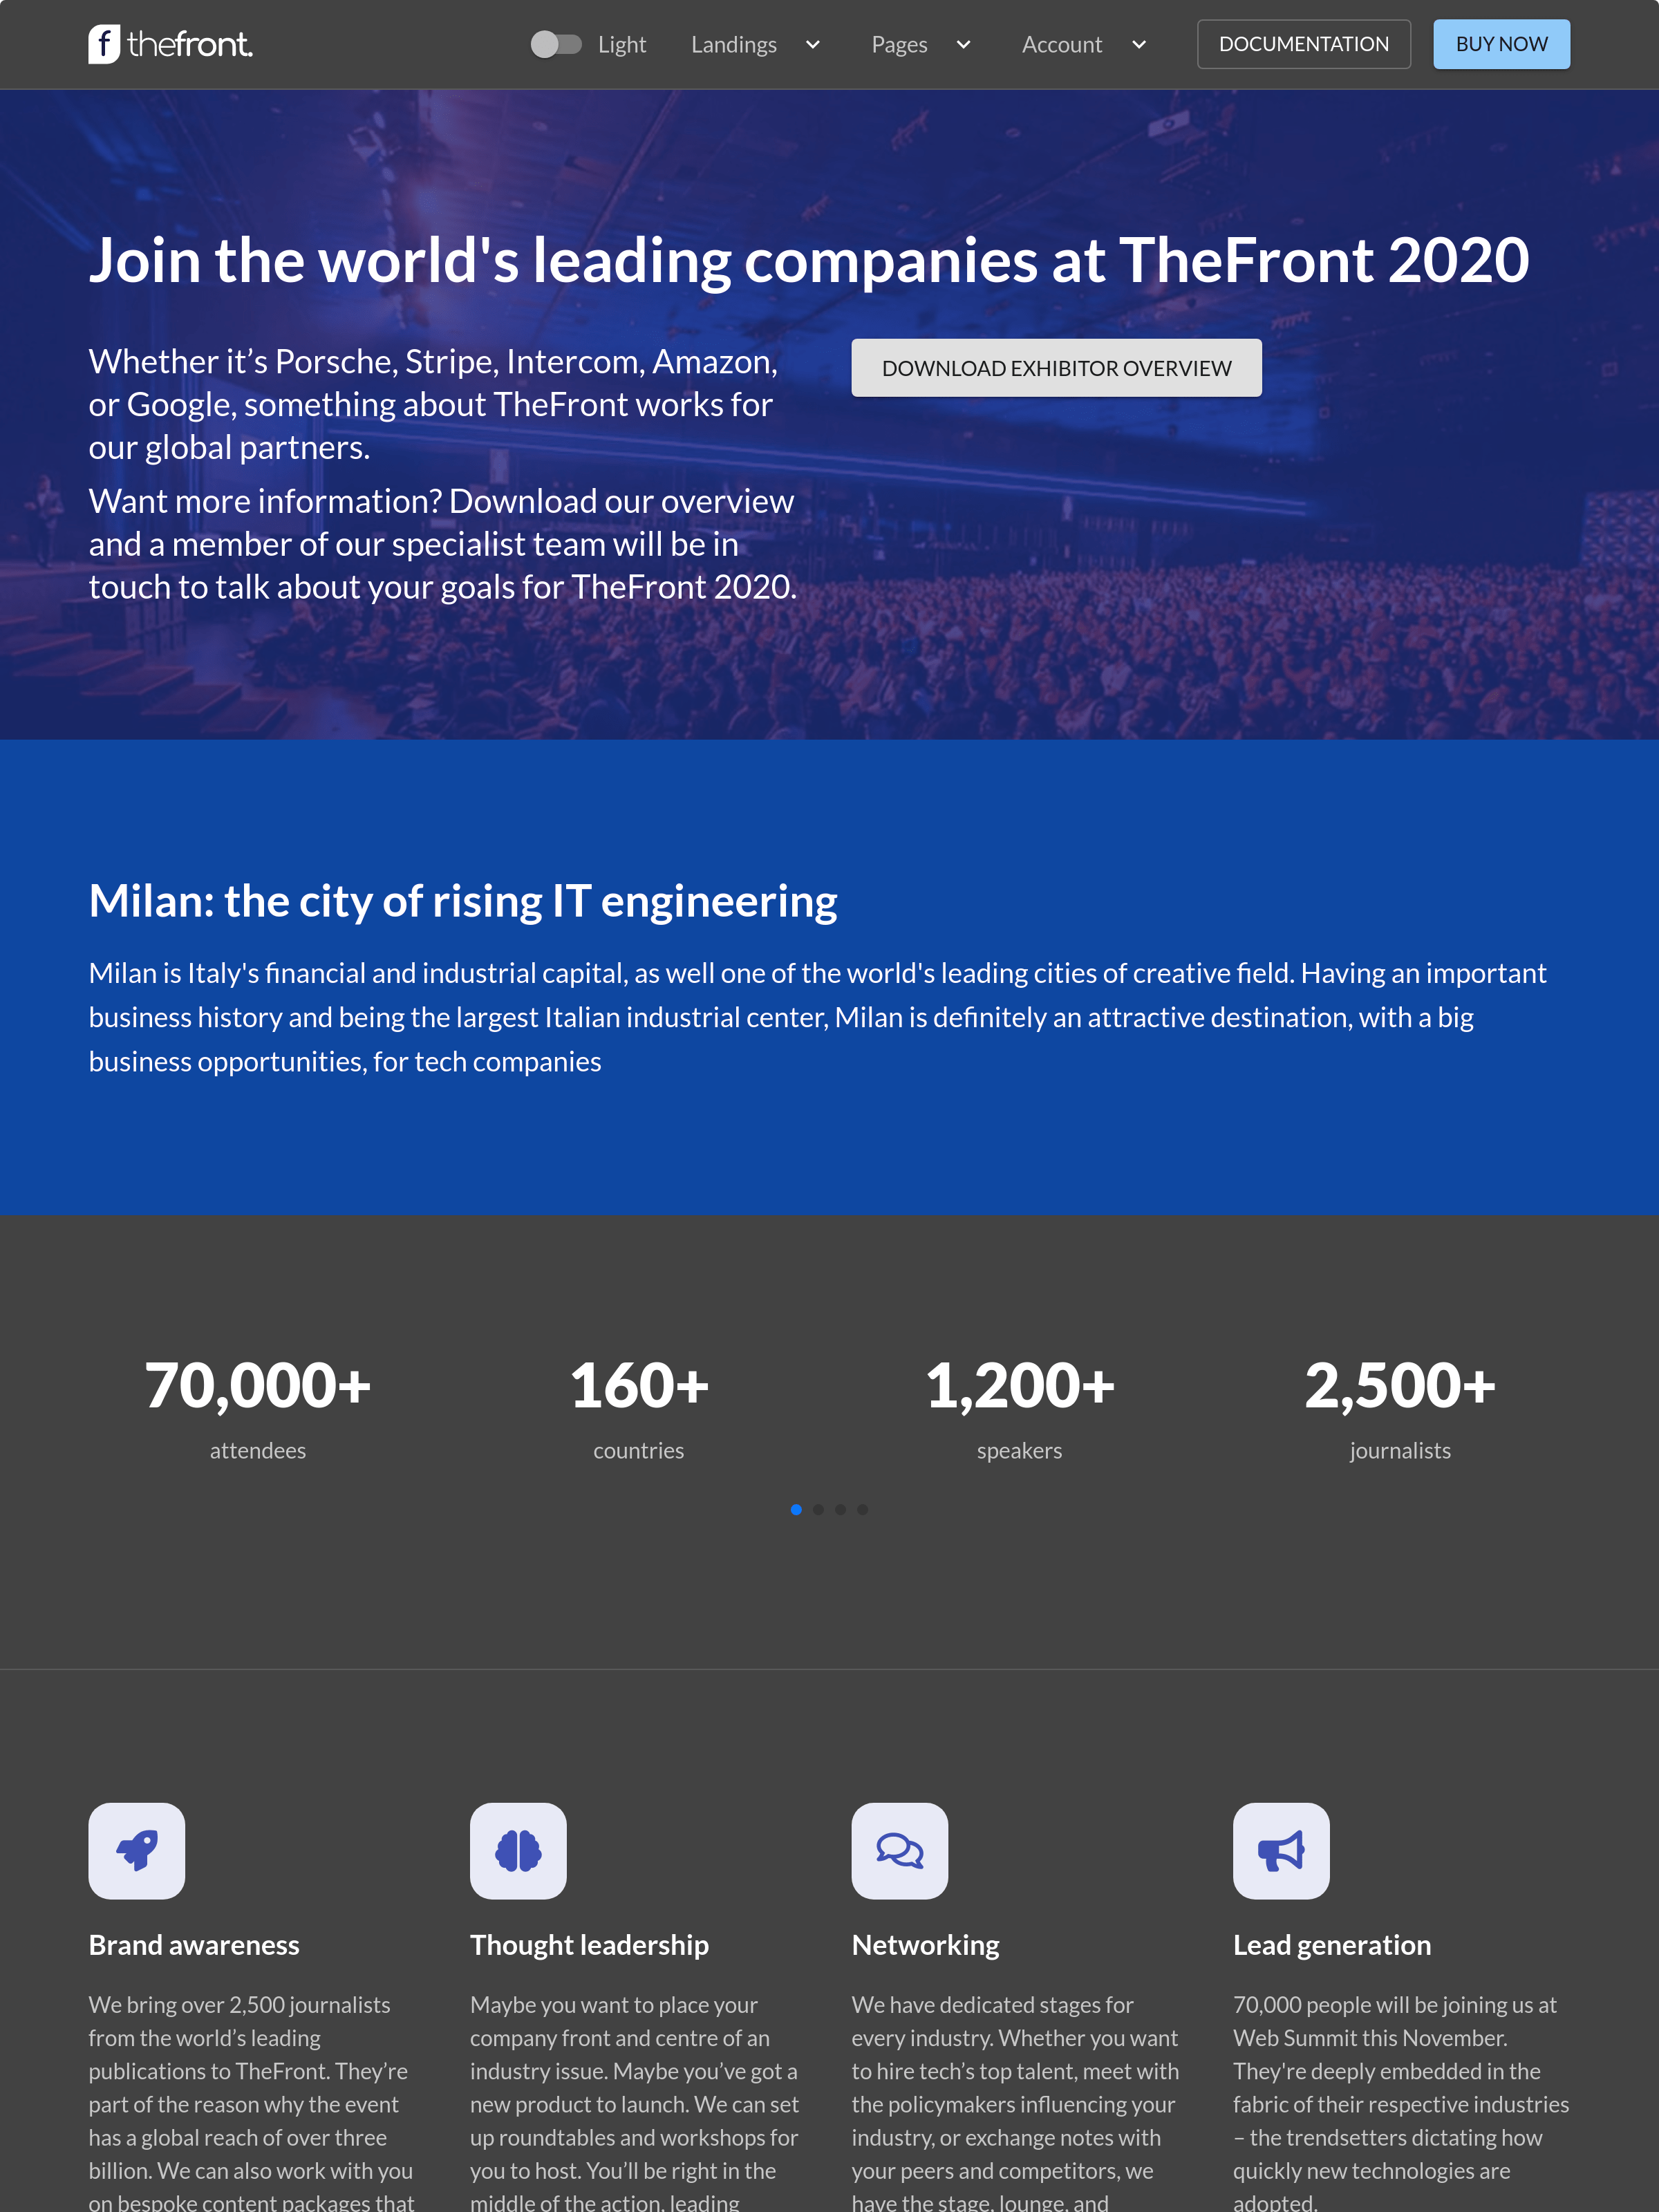 f thefront.
Light
Landings
Pages
Account
DOCUMENTATION
BUY NOW
Join the world's leading companies at TheFront 2020
Whether it’s Porsche, Stripe, Intercom, Amazon,
or Google, something about TheFront works for
our global partners.
Want more information? Download our overview
and a member of our specialist team will be in
touch to talk about your goals for TheFront 2020.
DOWNLOAD EXHIBITOR OVERVIEW
Milan: the city of rising IT engineering
Milan is Italy's financial and industrial capital, as well one of the world's leading cities of creative field. Having an important
business history and being the largest Italian industrial center, Milan is definitely an attractive destination, with a big
business opportunities, for tech companies
70,000+
attendees
160+
countries
1,200+
speakers
2,500+
journalists
Brand awareness
We bring over 2,500 journalists
from the world’s leading
publications to TheFront. They’re
part of the reason why the event
has a global reach of over three
billion. We can also work with you
on bespoke content packages that
Thought leadership
Maybe you want to place your
company front and centre of an
industry issue. Maybe you’ve got a
new product to launch. We can set
up roundtables and workshops for
you to host. You’ll be right in the
middle of the action, leading
Networking
We have dedicated stages for
every industry. Whether you want
to hire tech’s top talent, meet with
the policymakers influencing your
industry, or exchange notes with
your peers and competitors, we
have the stage, lounge, and
Lead generation
70,000 people will be joining us at
Web Summit this November.
They're deeply embedded in the
fabric of their respective industries
– the trendsetters dictating how
quickly new technologies are
adopted.